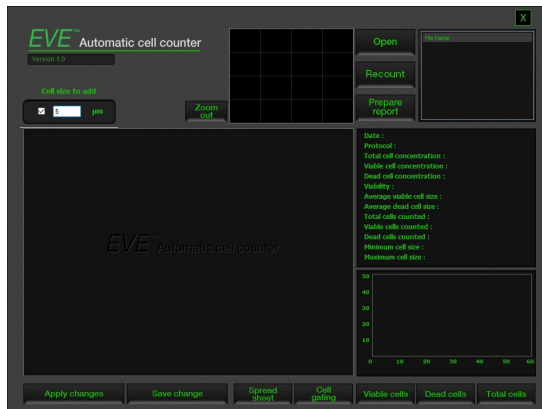 X
EVE™ Automatic cell counter
Version 1.0
Cell size to add
5 µm
Zoom
out
Open
Recount
Prepare
report
File Name
EVE™ Automatic cell counter
Date :
Protocol :
Total cell concentration :
Viable cell concentration :
Dead cell concentration :
Viability :
Average viable cell size :
Average dead cell size :
Total cells counted :
Viable cells counted :
Dead cells counted :
Minimum cell size :
Maximum cell size :
50
40
30
20
10
0 10 20 30 40 50 60
Apply changes
Save change
Spread
sheet
Cell
gating
Viable cells
Dead cells
Total cells